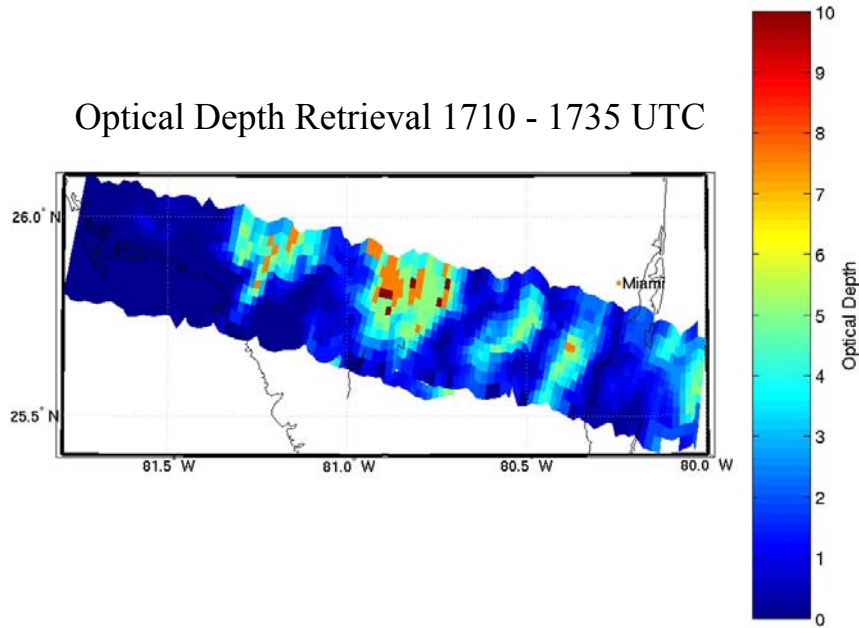 Optical Depth Retrieval 1710 - 1735 UTC
26.0° N
25.5° N
81.5° W
81.0° W
80.5° W
80.0 W
Miami
10
9
8
7
6
5
4
3
2
1
0
Optical Depth